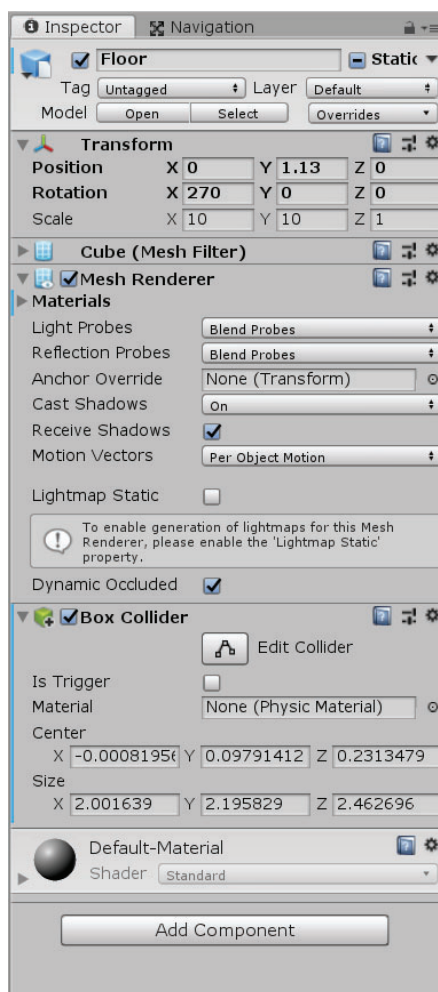 Inspector Navigation
Floor Static
Tag Untagged Layer Default
Model Open Select Overrides
Transform
Position X 0 Y 1.13 Z 0
Rotation X 270 Y 0 Z 0
Scale X 10 Y 10 Z 1
Cube (Mesh Filter)
Mesh Renderer
Materials
Light Probes Blend Probes
Reflection Probes Blend Probes
Anchor Override None (Transform)
Cast Shadows On
Receive Shadows
Motion Vectors Per Object Motion
Lightmap Static
To enable generation of lightmaps for this Mesh
Renderer, please enable the 'Lightmap Static'
property.
Dynamic Occluded
Box Collider
Edit Collider
Is Trigger
Material None (Physic Material)
Center
X -0.00081956 Y 0.09791412 Z 0.2313479
Size
X 2.001639 Y 2.195829 Z 2.462696
Default-Material
Shader Standard
Add Component